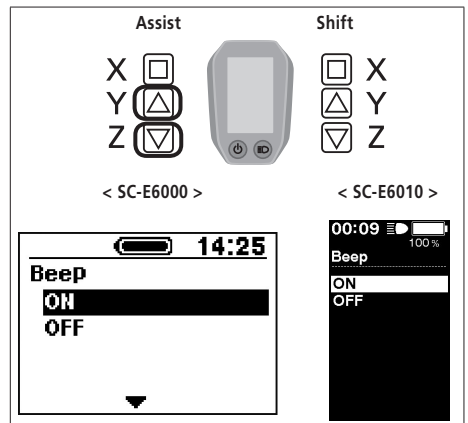 Assist Shift
X X
Y Y
Z Z
< SC-E6000 > < SC-E6010 >
14:25
Beep
ON
OFF
00:09
100 %
Beep
ON
OFF